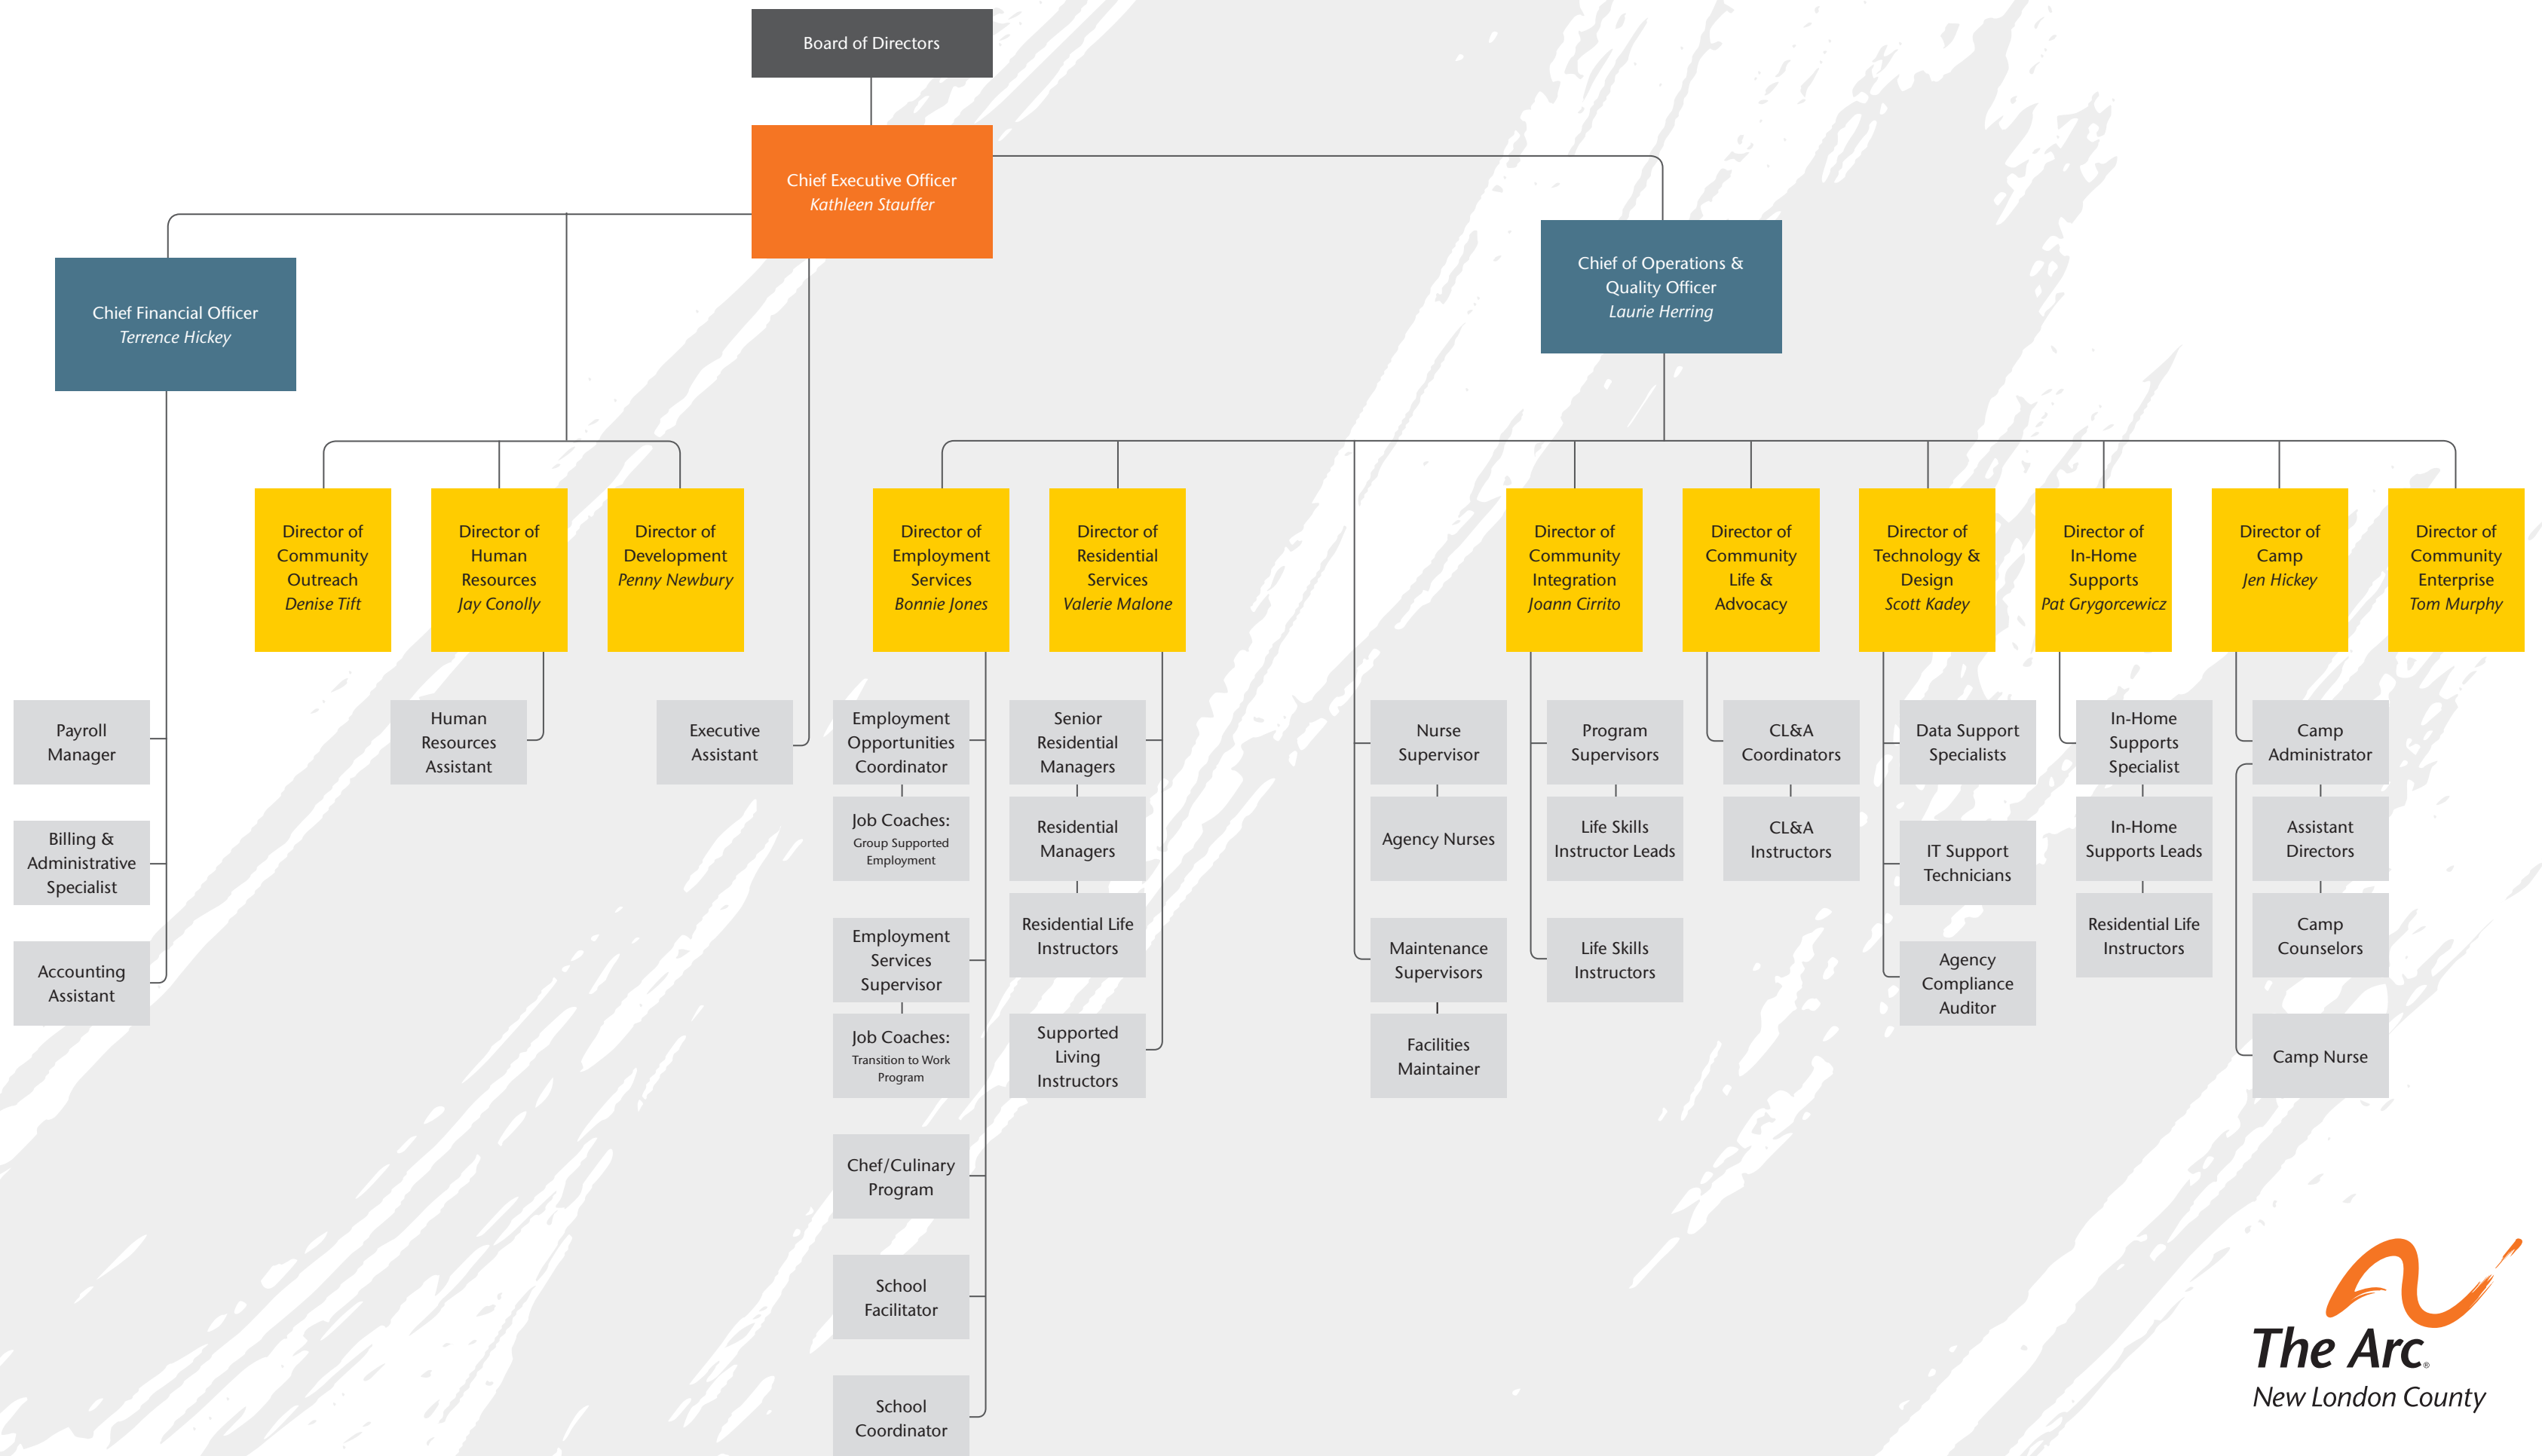 Board of Directors
Chief Executive Officer
Kathleen Stauffer
Chief of Operations &
Quality Officer
Laurie Herring
Chief Financial Officer
Terrence Hickey
Director of
Community
Outreach
Denise Tift
Director of
Human
Resources
Jay Conolly
Director of
Development
Penny Newbury
Director of
Employment
Services
Bonnie Jones
Director of
Residential
Services
Valerie Malone
Director of
Community
Integration
Joann Cirrito
Director of
Community
Life &
Advocacy
Director of
Technology &
Design
Scott Kadey
Director of
In-Home
Supports
Pat Grygorcewicz
Director of
Camp
Jen Hickey
Director of
Community
Enterprise
Tom Murphy
Payroll
Manager
Billing &
Administrative
Specialist
Accounting
Assistant
Human
Resources
Assistant
Executive
Assistant
Employment
Opportunities
Coordinator
Job Coaches:
Group Supported
Employment
Employment
Services
Supervisor
Job Coaches:
Transition to Work
Program
Chef/Culinary
Program
School
Facilitator
School
Coordinator
Senior
Residential
Managers
Residential
Managers
Residential Life
Instructors
Supported
Living
Instructors
Nurse
Supervisor
Agency Nurses
Maintenance
Supervisors
Facilities
Maintainer
Program
Supervisors
Life Skills
Instructor Leads
Life Skills
Instructors
CL&A
Coordinators
CL&A
Instructors
Data Support
Specialists
IT Support
Technicians
Agency
Compliance
Auditor
In-Home
Supports
Specialist
In-Home
Supports Leads
Residential Life
Instructors
Camp
Administrator
Assistant
Directors
Camp
Counselors
Camp Nurse
The Arc®
New London County